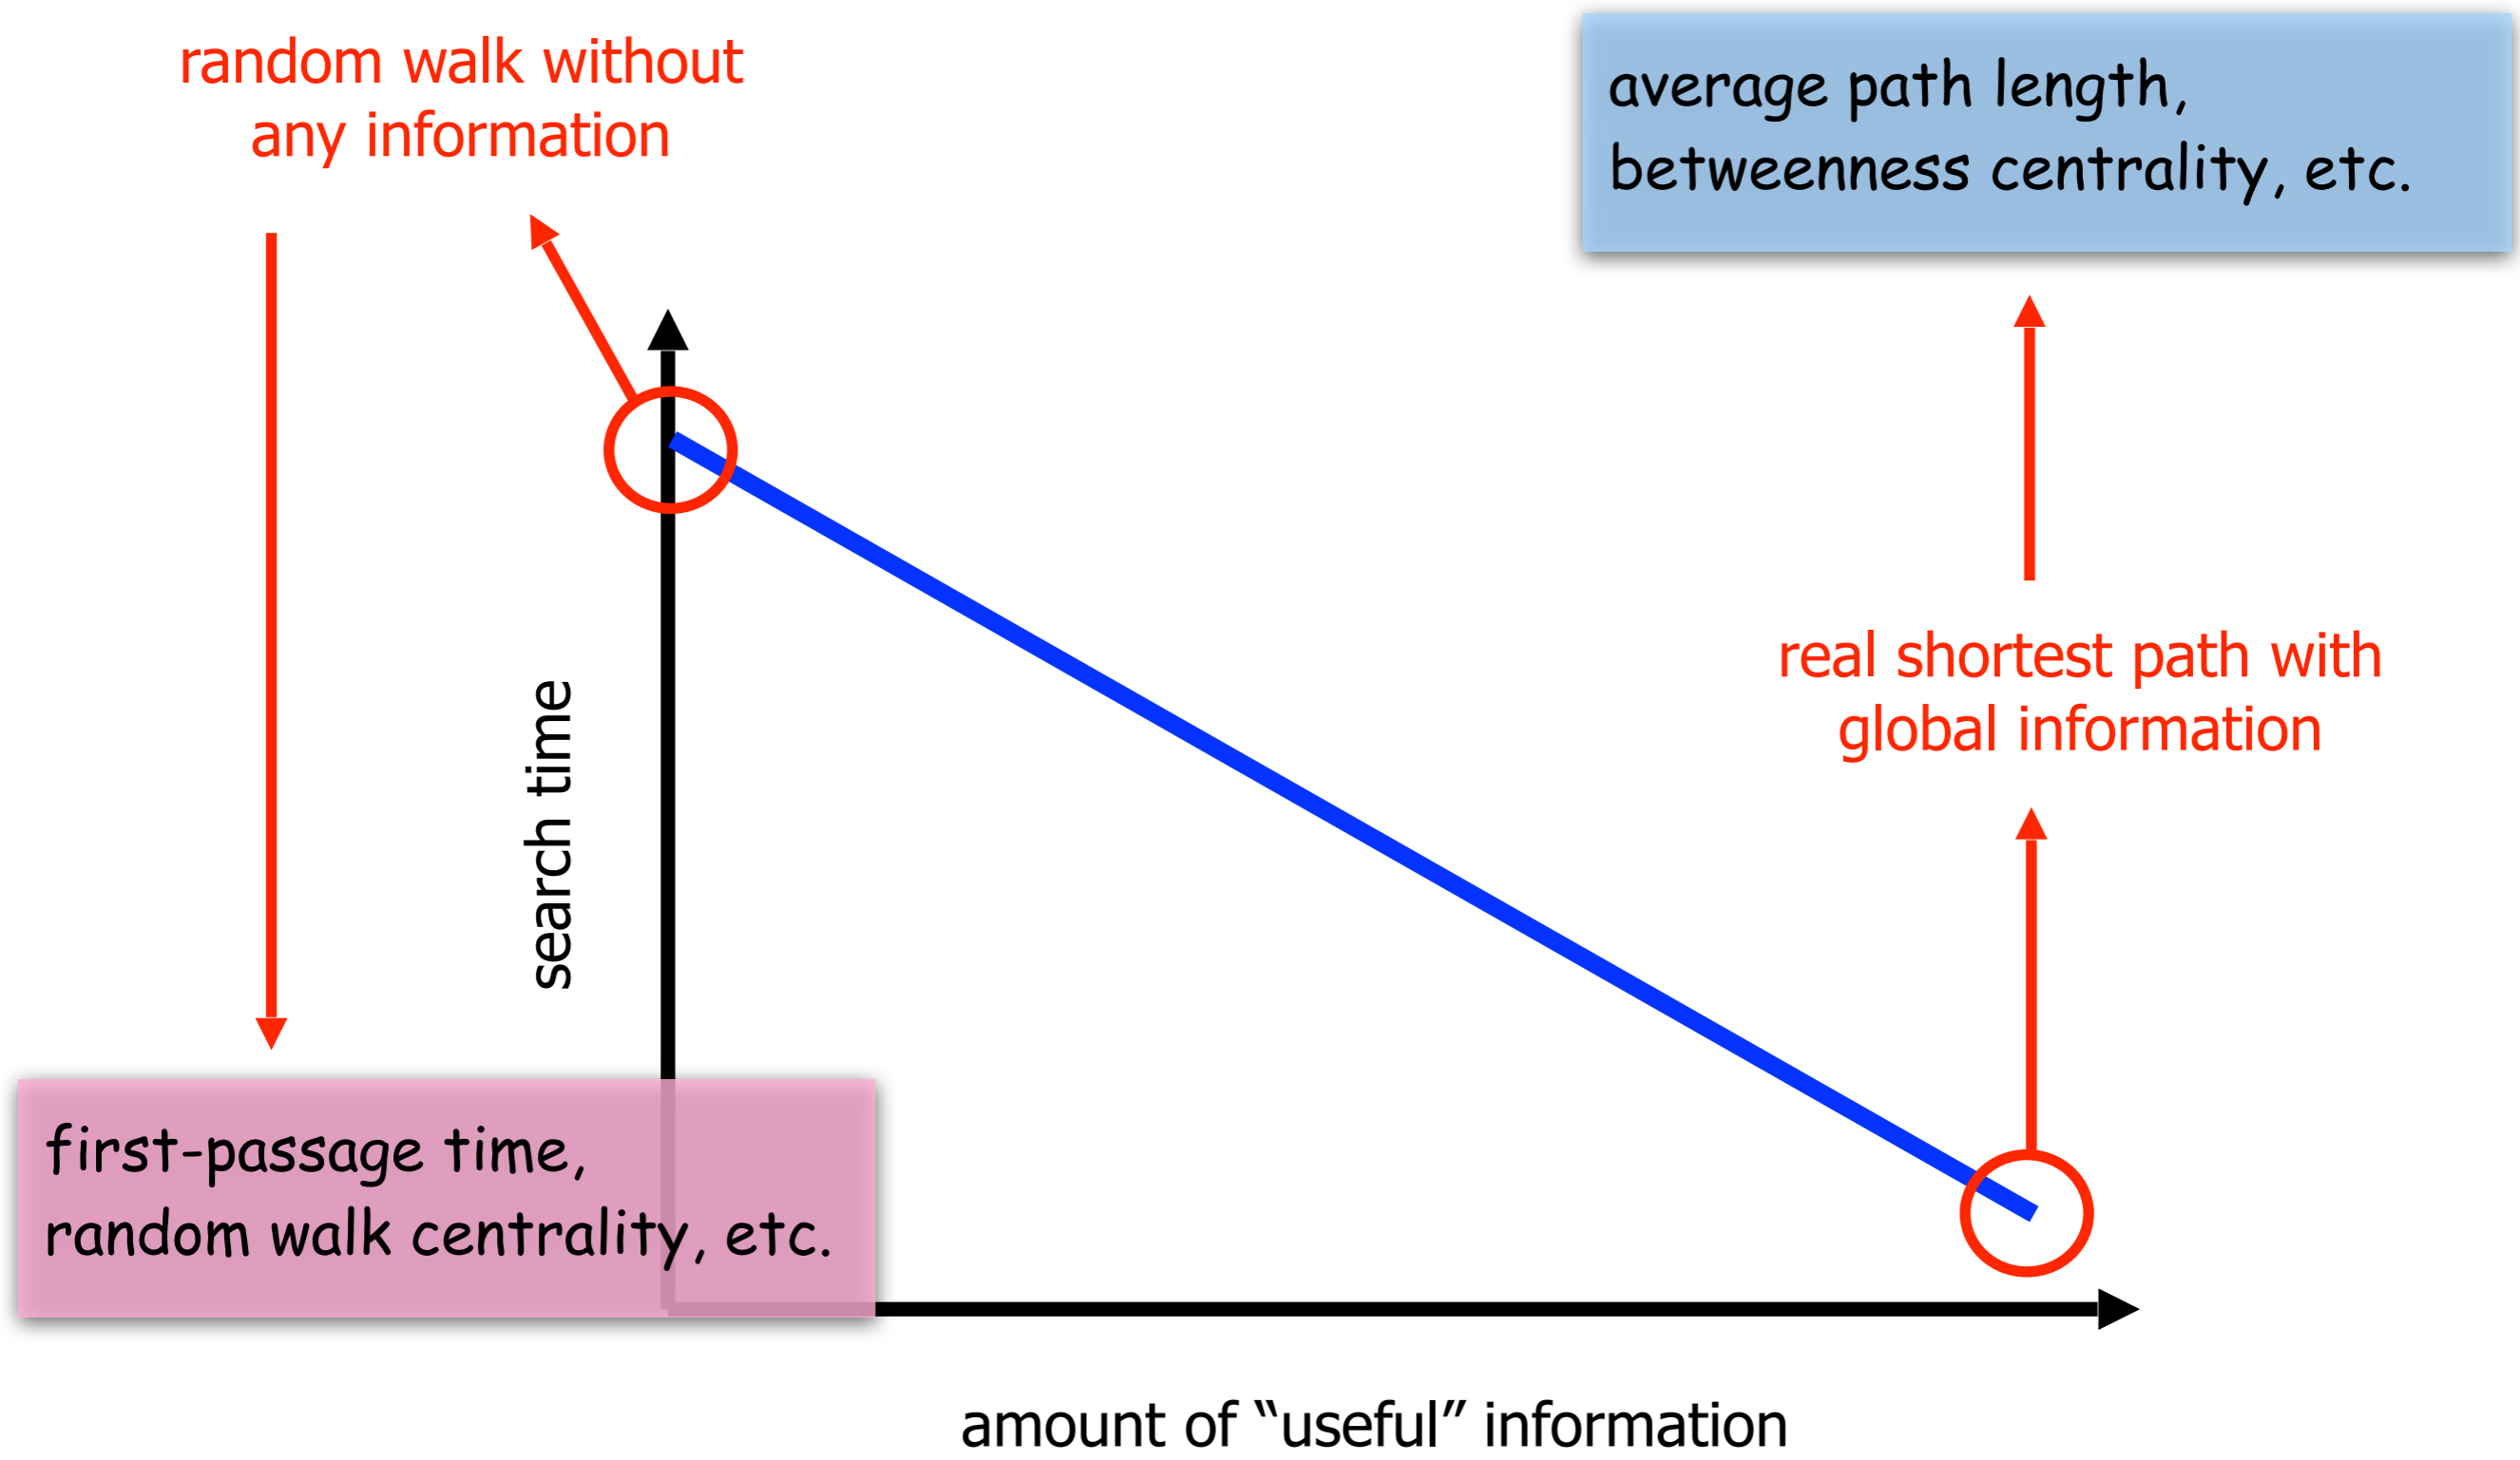 random walk without
any information
average path length,
betweenness centrality, etc.
search time
real shortest path with
global information
first-passage time,
random walk centrality, etc.
amount of “useful” information